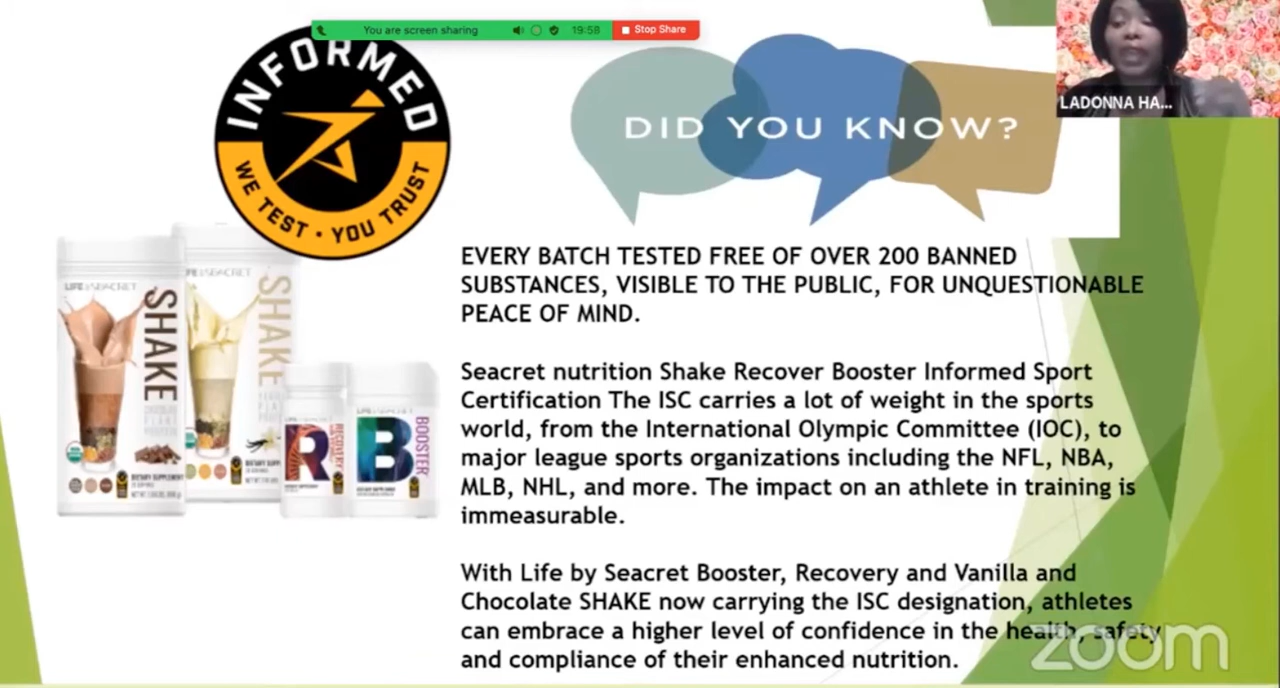 You are screen sharing 19:58 Stop Share
INFORMED
WE TEST • YOU TRUST
DID YOU KNOW?
LADONNA HA...
EVERY BATCH TESTED FREE OF OVER 200 BANNED
SUBSTANCES, VISIBLE TO THE PUBLIC, FOR UNQUESTIONABLE
PEACE OF MIND.
Seacret nutrition Shake Recover Booster Informed Sport
Certification The ISC carries a lot of weight in the sports
world, from the International Olympic Committee (IOC), to
major league sports organizations including the NFL, NBA,
MLB, NHL, and more. The impact on an athlete in training is
immeasurable.
With Life by Seacret Booster, Recovery and Vanilla and
Chocolate SHAKE now carrying the ISC designation, athletes
can embrace a higher level of confidence in the health, safety
and compliance of their enhanced nutrition.
SHAKE
CHOCOLATE
PLANT
DIETARY SUPPLEMENT
SHAKE
R
RECOVERY
B
BOOSTER
zoom